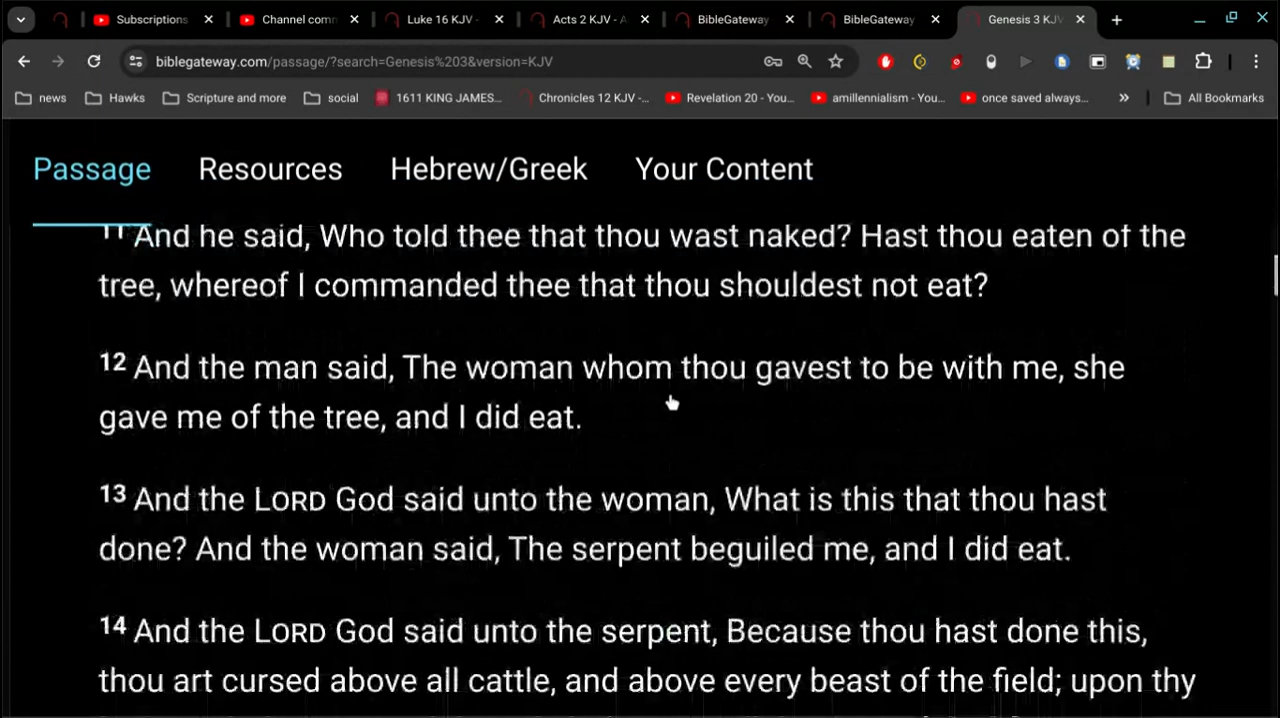 Subscriptions
Channel comm
Luke 16 KJV -
Acts 2 KJV - A
BibleGateway
BibleGateway
Genesis 3 KJV
biblegateway.com/passage/?search=Genesis%203&version=KJV
news
Hawks
Scripture and more
social
1611 KING JAMES...
Chronicles 12 KJV -...
Revelation 20 - You...
amillennialism - You...
once saved always...
All Bookmarks
Passage
Resources
Hebrew/Greek
Your Content
11 And he said, Who told thee that thou wast naked? Hast thou eaten of the
tree, whereof I commanded thee that thou shouldest not eat?
12 And the man said, The woman whom thou gavest to be with me, she
gave me of the tree, and I did eat.
13 And the LORD God said unto the woman, What is this that thou hast
done? And the woman said, The serpent beguiled me, and I did eat.
14 And the LORD God said unto the serpent, Because thou hast done this,
thou art cursed above all cattle, and above every beast of the field; upon thy